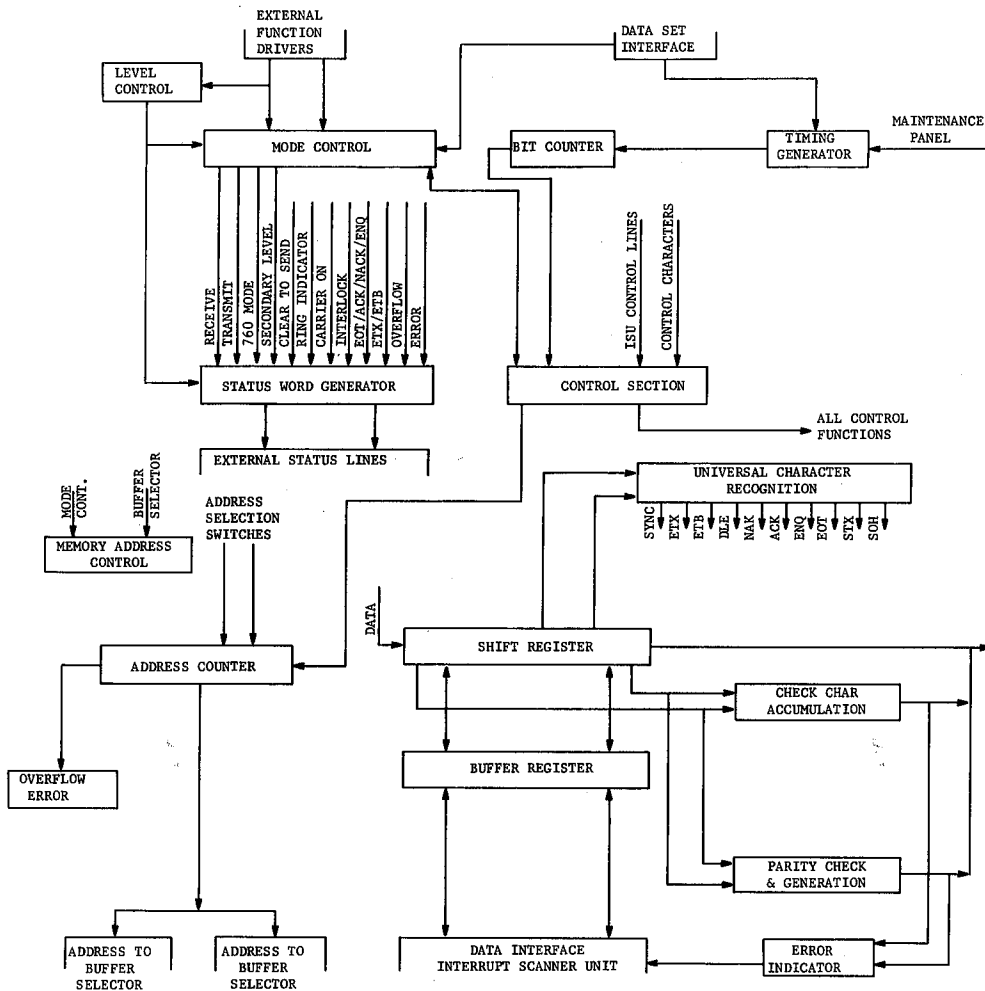 EXTERNAL
FUNCTION
DRIVERS
DATA SET
INTERFACE
LEVEL
CONTROL
MODE CONTROL
BIT COUNTER
TIMING
GENERATOR
MAINTENANCE
PANEL
RECEIVE
TRANSMIT
760 MODE
SECONDARY LEVEL
CLEAR TO SEND
RING INDICATOR
CARRIER ON
INTERLOCK
EOT/ACK/NACK/ENQ
ETX/ETB
OVERFLOW
ERROR
ISU CONTROL LINES
CONTROL CHARACTERS
STATUS WORD GENERATOR
CONTROL SECTION
ALL CONTROL
FUNCTIONS
EXTERNAL STATUS LINES
UNIVERSAL CHARACTER
RECOGNITION
SYNC
ETX
ETB
DLE
NAK
ACK
ENQ
EOT
STX
SOH
MODE
CONT.
BUFFER
SELECTOR
ADDRESS
SELECTION
SWITCHES
MEMORY ADDRESS
CONTROL
DATA
SHIFT REGISTER
ADDRESS COUNTER
CHECK CHAR
ACCUMULATION
BUFFER REGISTER
OVERFLOW
ERROR
PARITY CHECK
& GENERATION
ADDRESS TO
BUFFER
SELECTOR
ADDRESS TO
BUFFER
SELECTOR
DATA INTERFACE
INTERRUPT SCANNER UNIT
ERROR
INDICATOR